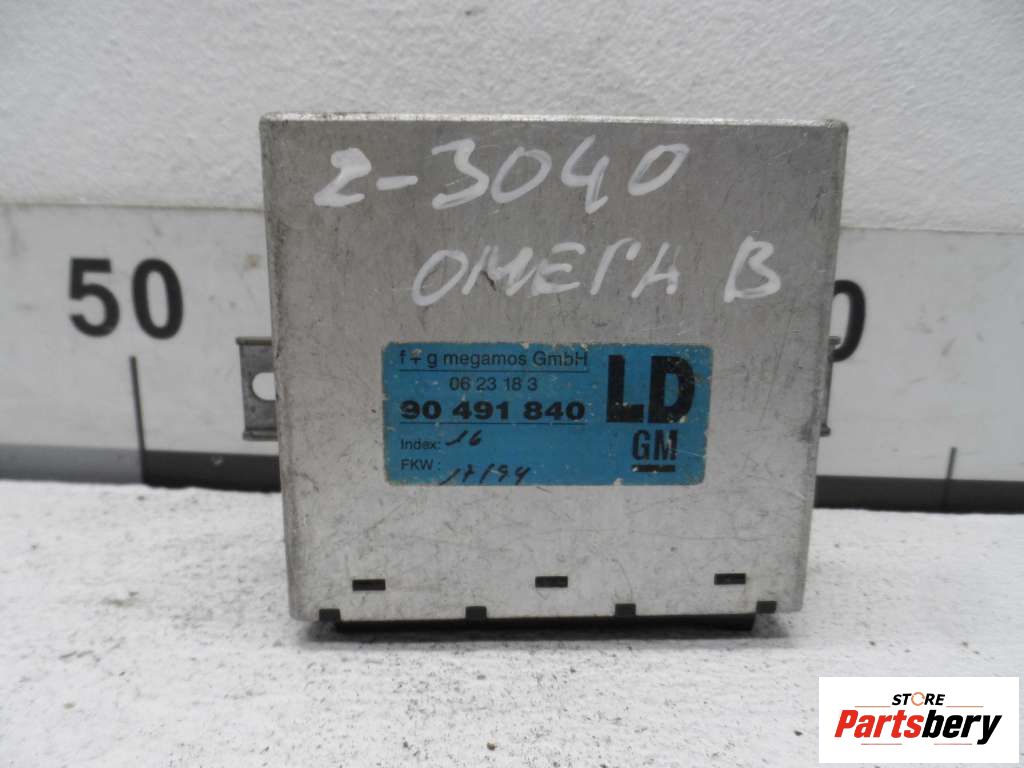 2-3040
ОМЕГА В
50
f + g megamos GmbH
06 23 18 3
90 491 840
LD
GM
Index: 16
FKW: 17/94
0
STORE
Partsbery